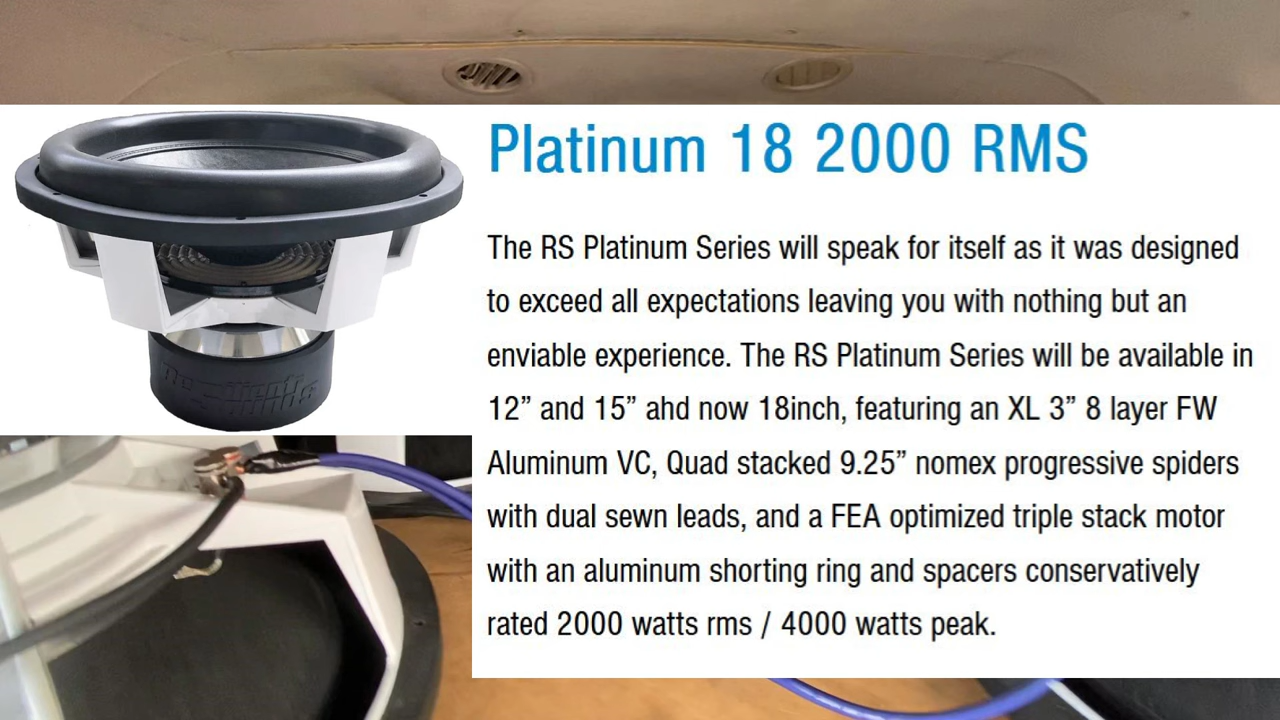 Platinum 18 2000 RMS
The RS Platinum Series will speak for itself as it was designed
to exceed all expectations leaving you with nothing but an
enviable experience. The RS Platinum Series will be available in
12” and 15” ahd now 18inch, featuring an XL 3” 8 layer FW
Aluminum VC, Quad stacked 9.25” nomex progressive spiders
with dual sewn leads, and a FEA optimized triple stack motor
with an aluminum shorting ring and spacers conservatively
rated 2000 watts rms / 4000 watts peak.